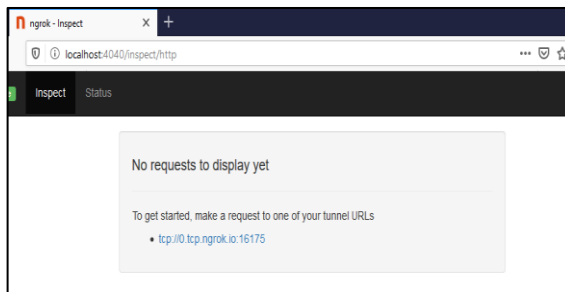 ngrok - Inspect
localhost:4040/inspect/http
Inspect Status
No requests to display yet
To get started, make a request to one of your tunnel URLs
tcp://0.tcp.ngrok.io:16175